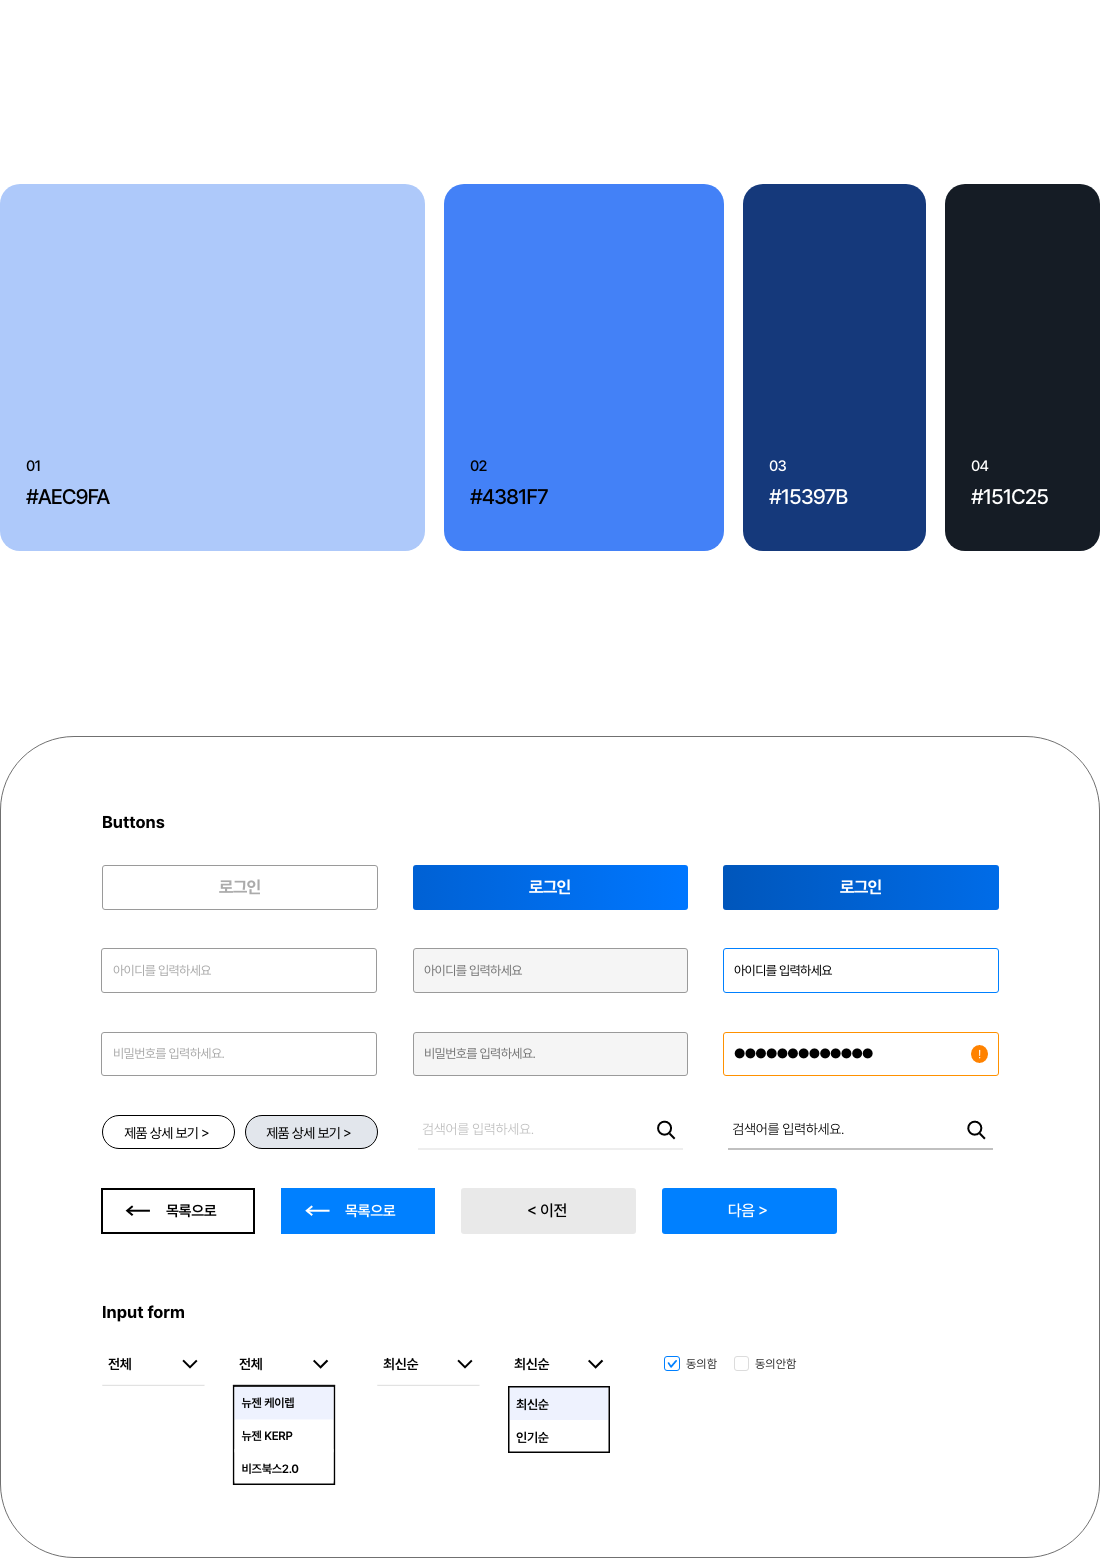 01
#AEC9FA
02
#4381F7
03
#15397B
04
#151C25
Buttons
로그인
로그인
로그인
아이디를 입력하세요
아이디를 입력하세요
아이디를 입력하세요
비밀번호를 입력하세요.
비밀번호를 입력하세요.
●●●●●●●●●●●●●
!
제품 상세 보기 >
제품 상세 보기 >
검색어를 입력하세요.
검색어를 입력하세요.
목록으로
목록으로
< 이전
다음 >
Input form
전체
전체
최신순
최신순
동의함
동의안함
뉴젠 케이렙
뉴젠 KERP
비즈북스2.0
최신순
인기순